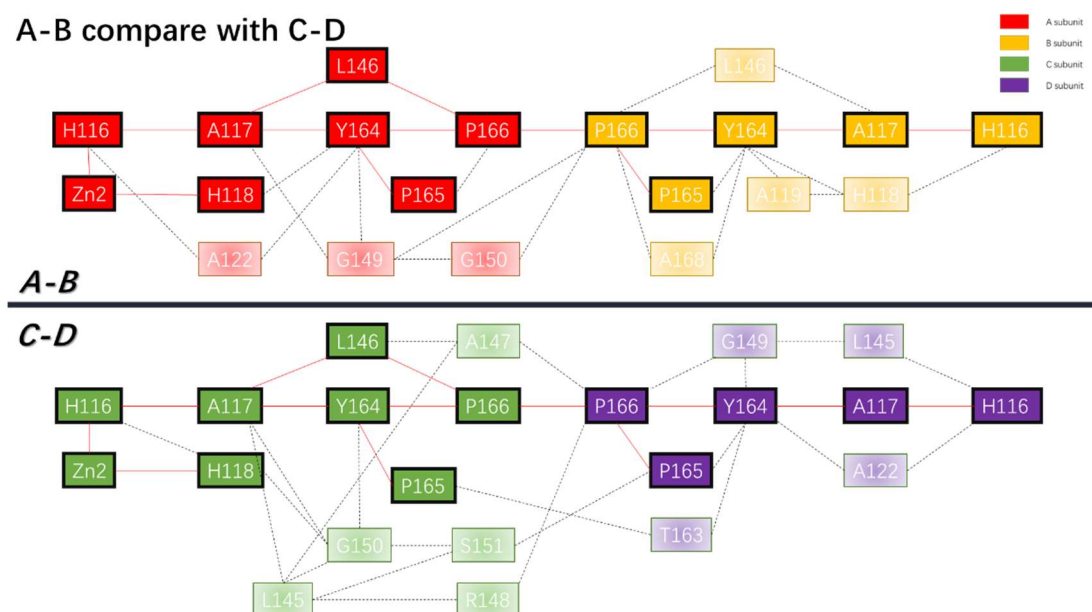 A-B compare with C-D
A subunit
B subunit
C subunit
D subunit
L146
L146
H116
A117
Y164
P166
P166
Y164
A117
H116
Zn2
H118
P165
P165
A119
H118
A122
G149
G150
A168
A-B
C-D
L146
A147
G149
L145
H116
A117
Y164
P166
P166
Y164
A117
H116
Zn2
H118
P165
P165
A122
G150
S151
T163
L145
R148